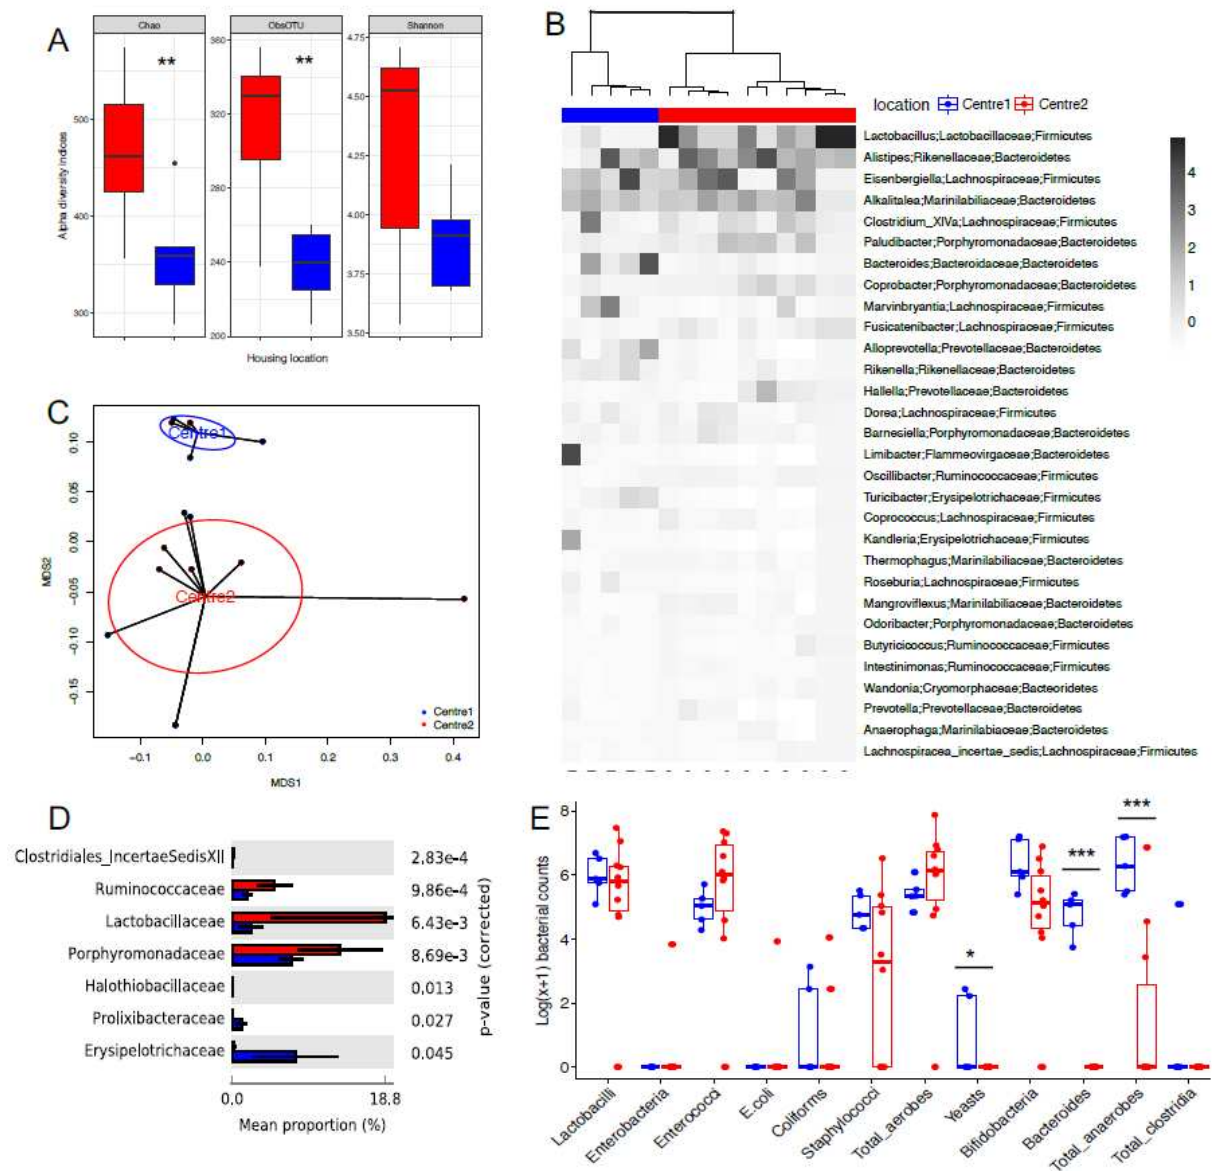 A
Chao
ObsOTU
Shannon
**
**
500
400
300
360
320
280
240
200
4.75
4.50
4.25
4.00
3.75
3.50
Alpha diversity indices
Housing location
B
location Centre1 Centre2
Lactobacillus;Lactobacillaceae;Firmicutes
Alistipes;Rikenellaceae;Bacteroidetes
Eisenbergiella;Lachnospiraceae;Firmicutes
Alkalitalea;Marinilabiliaceae;Bacteroidetes
Clostridium_XIVa;Lachnospiraceae;Firmicutes
Paludibacter;Porphyromonadaceae;Bacteroidetes
Bacteroides;Bacteroidaceae;Bacteroidetes
Coprobacter;Porphyromonadaceae;Bacteroidetes
Marvinbryantia;Lachnospiraceae;Firmicutes
Fusicatenibacter;Lachnospiraceae;Firmicutes
Alloprevotella;Prevotellaceae;Bacteroidetes
Rikenella;Rikenellaceae;Bacteroidetes
Hallella;Prevotellaceae;Bacteroidetes
Dorea;Lachnospiraceae;Firmicutes
Barnesiella;Porphyromonadaceae;Bacteroidetes
Limibacter;Flammeovirgaceae;Bacteroidetes
Oscillibacter;Ruminococcaceae;Firmicutes
Turicibacter;Erysipelotrichaceae;Firmicutes
Coprococcus;Lachnospiraceae;Firmicutes
Kandleria;Erysipelotrichaceae;Firmicutes
Thermophagus;Marinilabiliaceae;Bacteroidetes
Roseburia;Lachnospiraceae;Firmicutes
Mangroviflexus;Marinilabiliaceae;Bacteroidetes
Odoribacter;Porphyromonadaceae;Bacteroidetes
Butyricicoccus;Ruminococcaceae;Firmicutes
Intestinimonas;Ruminococcaceae;Firmicutes
Wandonia;Cryomorphaceae;Bacteoridetes
Prevotella;Prevotellaceae;Bacteroidetes
Anaerophaga;Marinilabiaceae;Bacteroidetes
Lachnospiracea_incertae_sedis;Lachnospiraceae;Firmicutes
4
3
2
1
0
C
Centre1
Centre2
0.10
0.05
0.00
−0.05
−0.10
−0.15
MDS2
−0.1 0.0 0.1 0.2 0.3 0.4
MDS1
Centre1
Centre2
D
Clostridiales_IncertaeSedisXII 2,83e-4
Ruminococcaceae 9,86e-4
Lactobacillaceae 6.43e-3
Porphyromonadaceae 8,69e-3
Halothiobacillaceae 0,013
Prolixibacteraceae 0.027
Erysipelotrichaceae 0.045
p-value (corrected)
0.0 18.8
Mean proportion (%)
E
8
6
4
2
0
Log(x+1) bacterial counts
*
***
***
Lactobacilli
Enterobacteria
Enterococci
E.coli
Coliforms
Staphylococci
Total_aerobes
Yeasts
Bifidobacteria
Bacteroides
Total_anaerobes
Total_clostridia